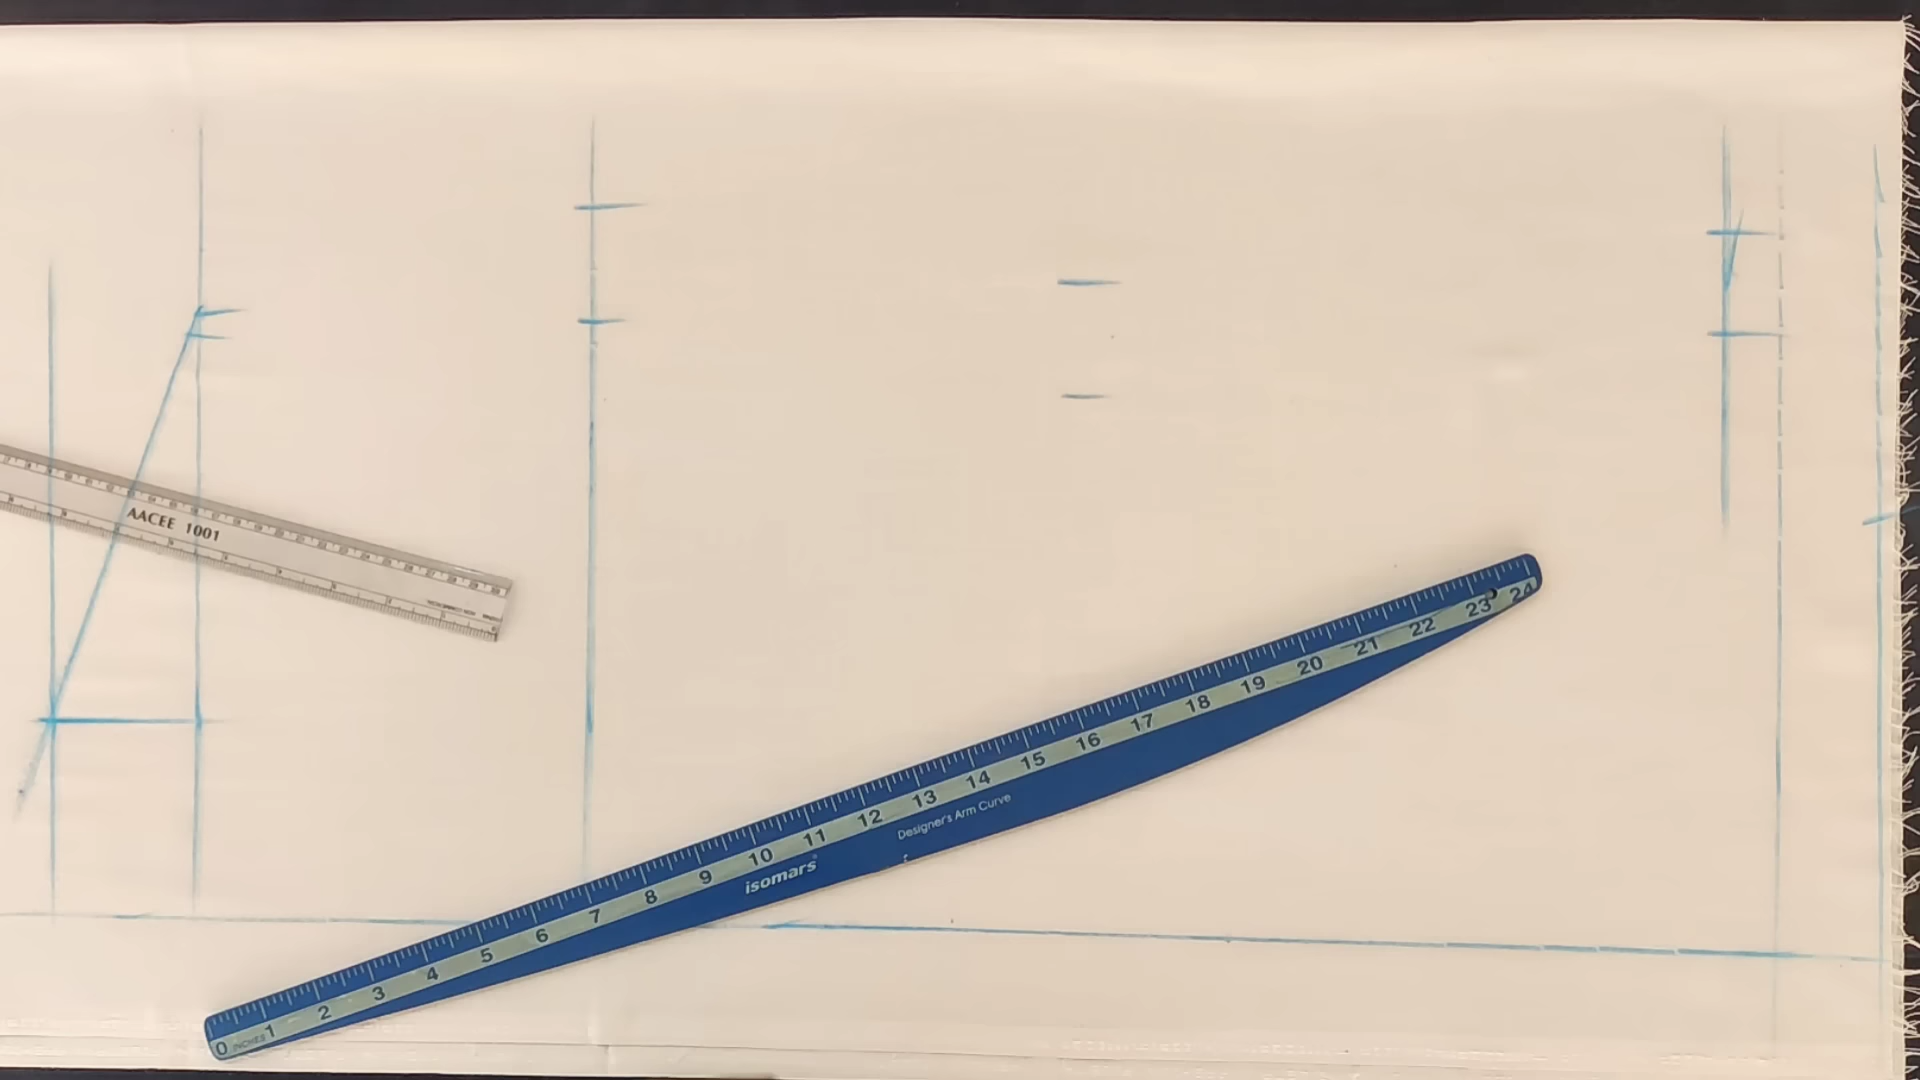 AACEE 1001
0 INCHES 1 2 3 4 5 6 7 8 9 10 11 12 13 14 15 16 17 18 19 20 21 22 23 24
Designer's Arm Curve
isomars